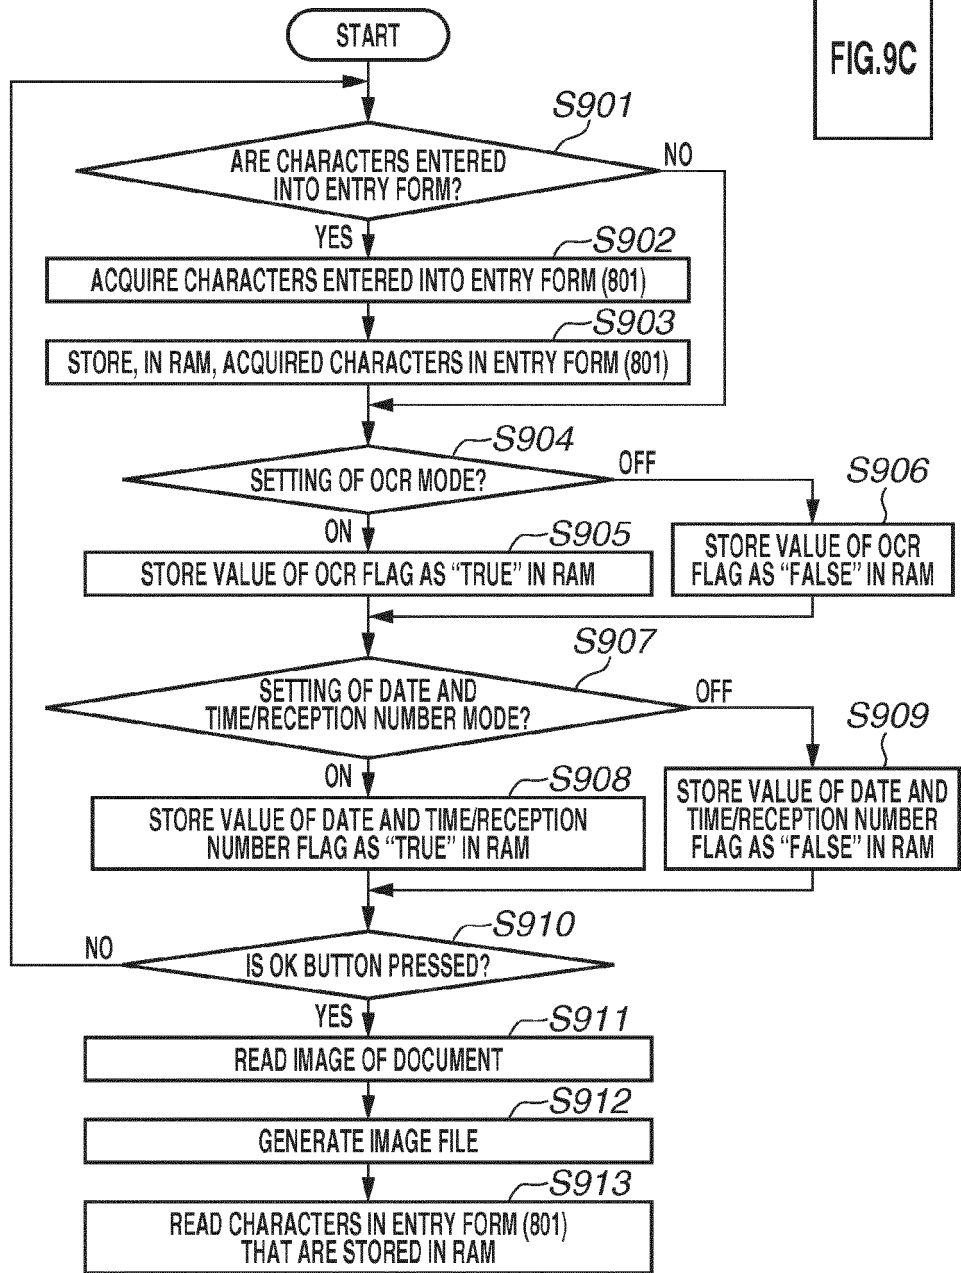 START
FIG.9C
S901
ARE CHARACTERS ENTERED
INTO ENTRY FORM?
NO
YES
S902
ACQUIRE CHARACTERS ENTERED INTO ENTRY FORM (801)
S903
STORE, IN RAM, ACQUIRED CHARACTERS IN ENTRY FORM (801)
S904
SETTING OF OCR MODE?
OFF
ON
S905
STORE VALUE OF OCR FLAG AS “TRUE” IN RAM
S906
STORE VALUE OF OCR
FLAG AS “FALSE” IN RAM
S907
SETTING OF DATE AND
TIME/RECEPTION NUMBER MODE?
OFF
ON
S908
STORE VALUE OF DATE AND TIME/RECEPTION
NUMBER FLAG AS “TRUE” IN RAM
S909
STORE VALUE OF DATE AND
TIME/RECEPTION NUMBER
FLAG AS “FALSE” IN RAM
S910
IS OK BUTTON PRESSED?
NO
YES
S911
READ IMAGE OF DOCUMENT
S912
GENERATE IMAGE FILE
S913
READ CHARACTERS IN ENTRY FORM (801)
THAT ARE STORED IN RAM